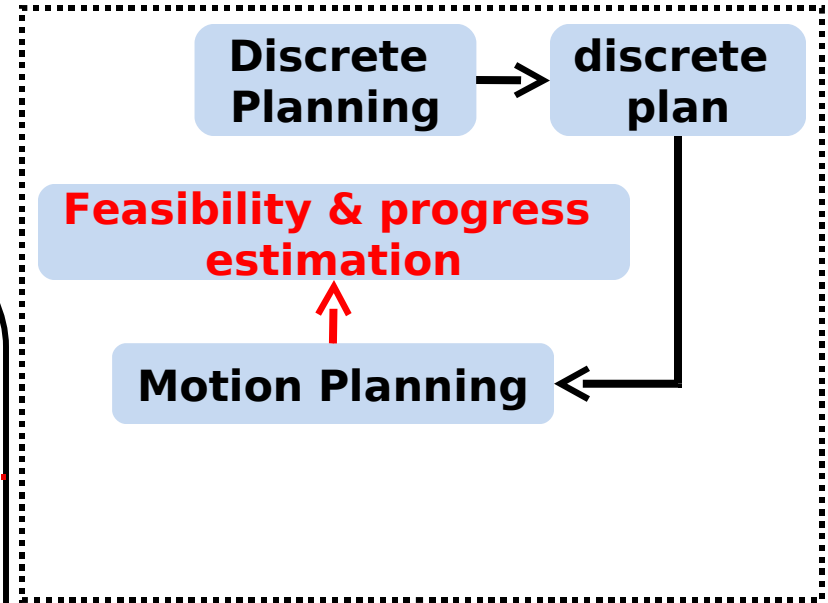 Discrete
Planning
discrete
plan
Feasibility & progress
estimation
Motion Planning